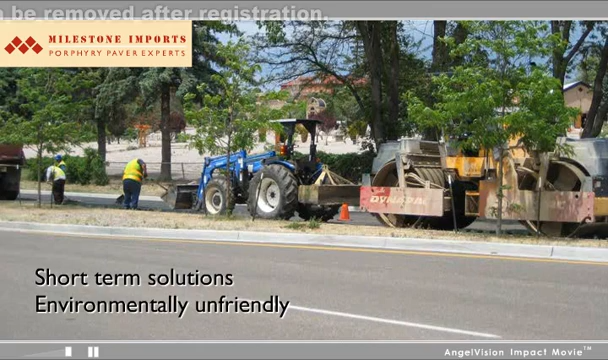 n be removed after registration.
MILESTONE IMPORTS
PORPHYRY PAVER EXPERTS
DYNAPAC
Short term solutions
Environmentally unfriendly
AngelVision Impact Movie™